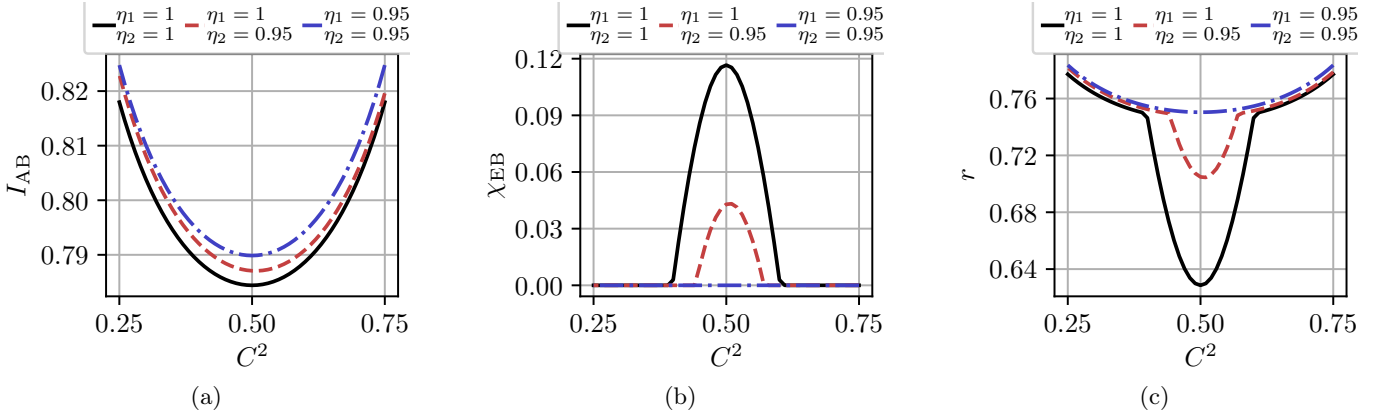 η₁ = 1 η₁ = 1 η₁ = 0.95
η₂ = 1 η₂ = 0.95 η₂ = 0.95
0.82
0.81
0.80
0.79
I_AB
0.25 0.50 0.75
C²
(a)
η₁ = 1 η₁ = 1 η₁ = 0.95
η₂ = 1 η₂ = 0.95 η₂ = 0.95
0.12
0.09
0.06
0.03
0.00
χ_EB
0.25 0.50 0.75
C²
(b)
η₁ = 1 η₁ = 1 η₁ = 0.95
η₂ = 1 η₂ = 0.95 η₂ = 0.95
0.76
0.72
0.68
0.64
r
0.25 0.50 0.75
C²
(c)